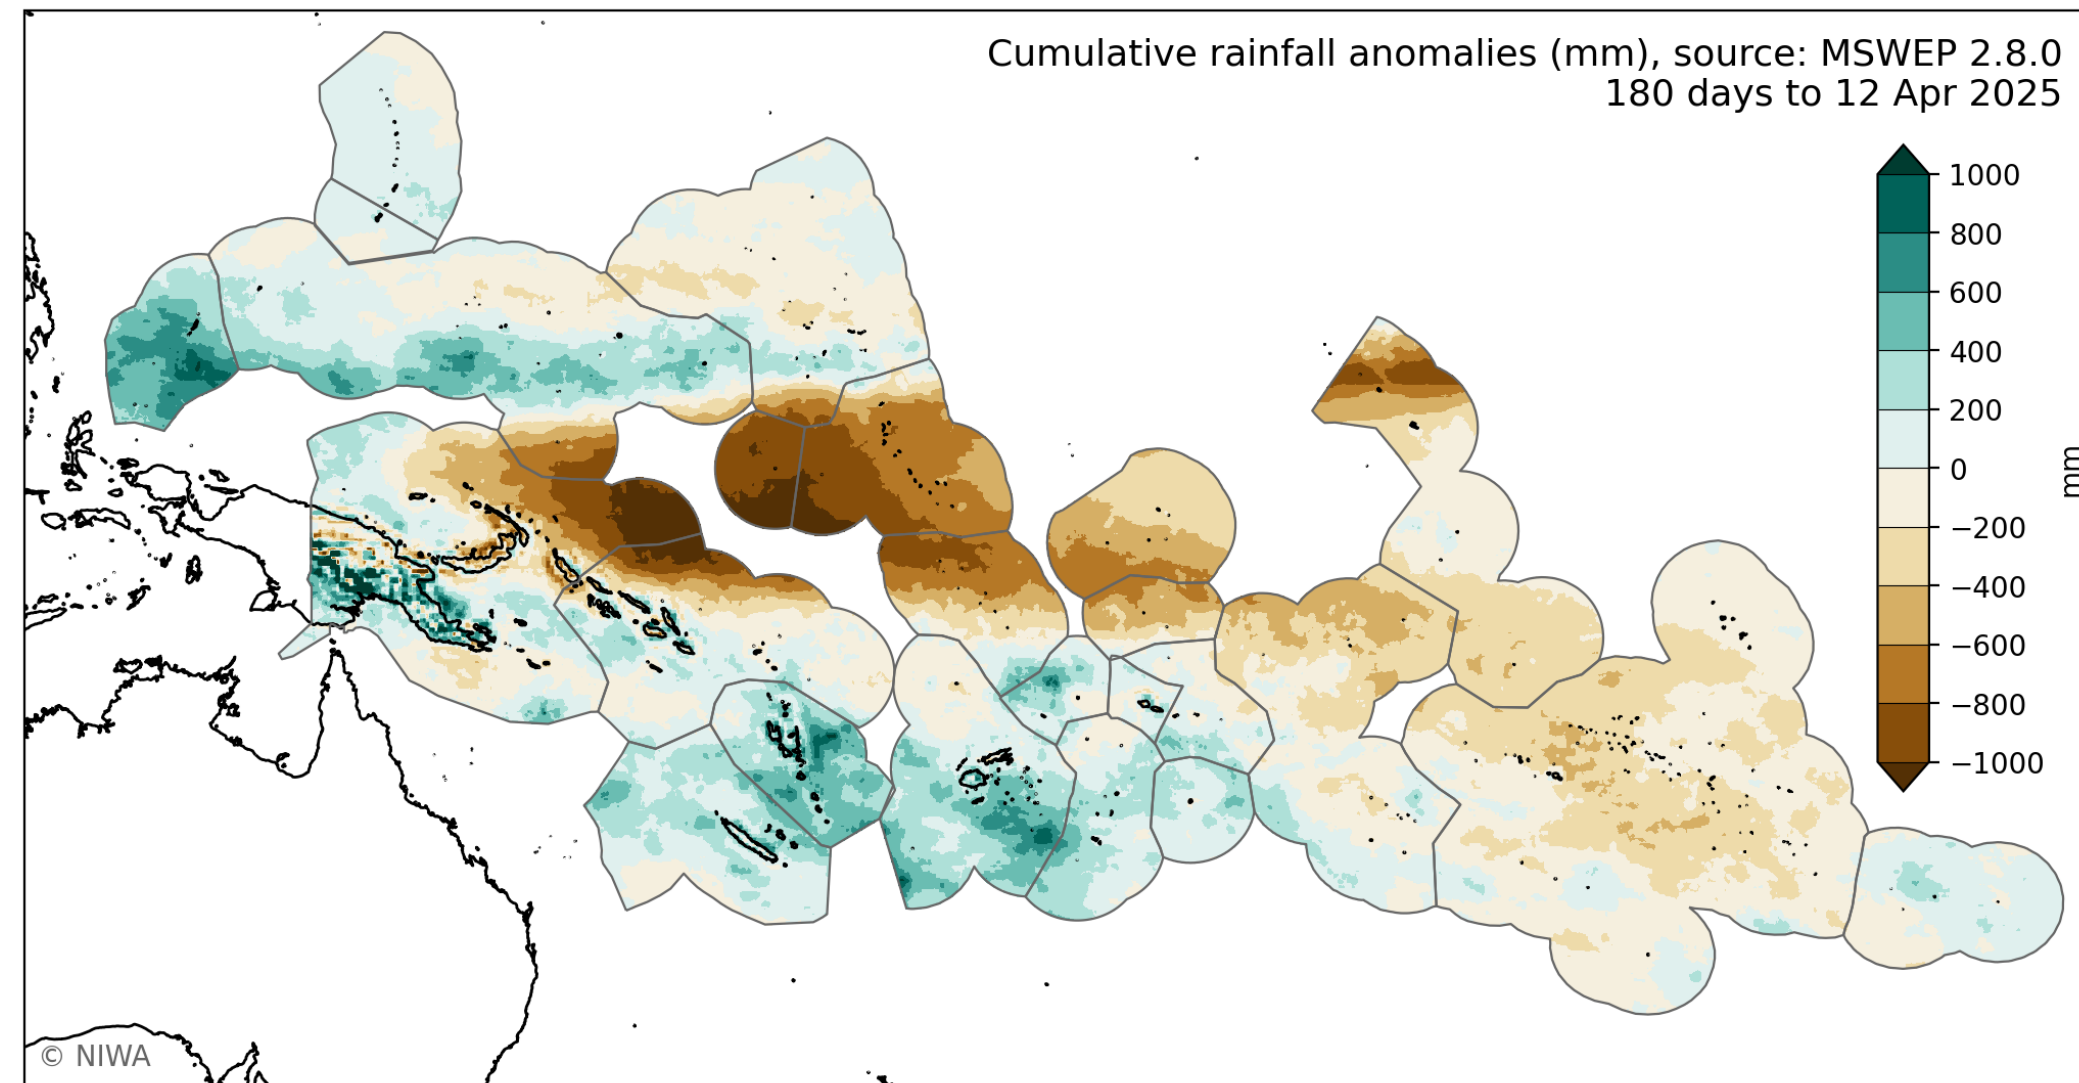 Cumulative rainfall anomalies (mm), source: MSWEP 2.8.0
180 days to 12 Apr 2025
1000
800
600
400
200
0
−200
−400
−600
−800
−1000
mm
© NIWA